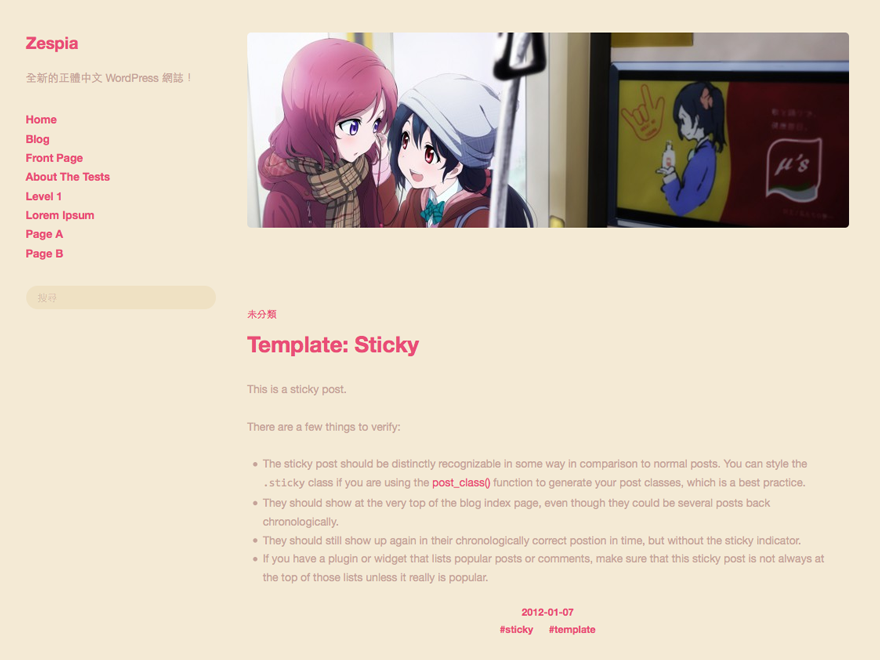 Zespia
全新的正體中文 WordPress 網誌！
Home
Blog
Front Page
About The Tests
Level 1
Lorem Ipsum
Page A
Page B
搜尋
μ's
未分類
Template: Sticky
This is a sticky post.
There are a few things to verify:
The sticky post should be distinctly recognizable in some way in comparison to normal posts. You can style the
.sticky class if you are using the post_class() function to generate your post classes, which is a best practice.
They should show at the very top of the blog index page, even though they could be several posts back
chronologically.
They should still show up again in their chronologically correct postion in time, but without the sticky indicator.
If you have a plugin or widget that lists popular posts or comments, make sure that this sticky post is not always at
the top of those lists unless it really is popular.
2012-01-07
#sticky #template